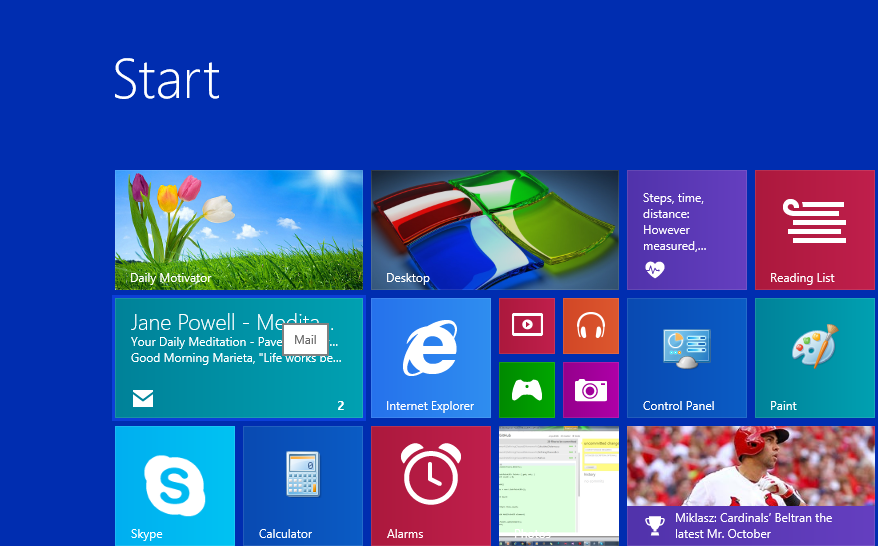 Start
Daily Motivator
Desktop
Steps, time,
distance:
However
measured,...
Reading List
Jane Powell - Medita...
Your Daily Meditation - Pave
Good Morning Marieta, "Life works be...
Mail
2
Internet Explorer
Control Panel
Paint
Skype
Calculator
0
Alarms
Photos
Miklasz: Cardinals' Beltran the
latest Mr. October